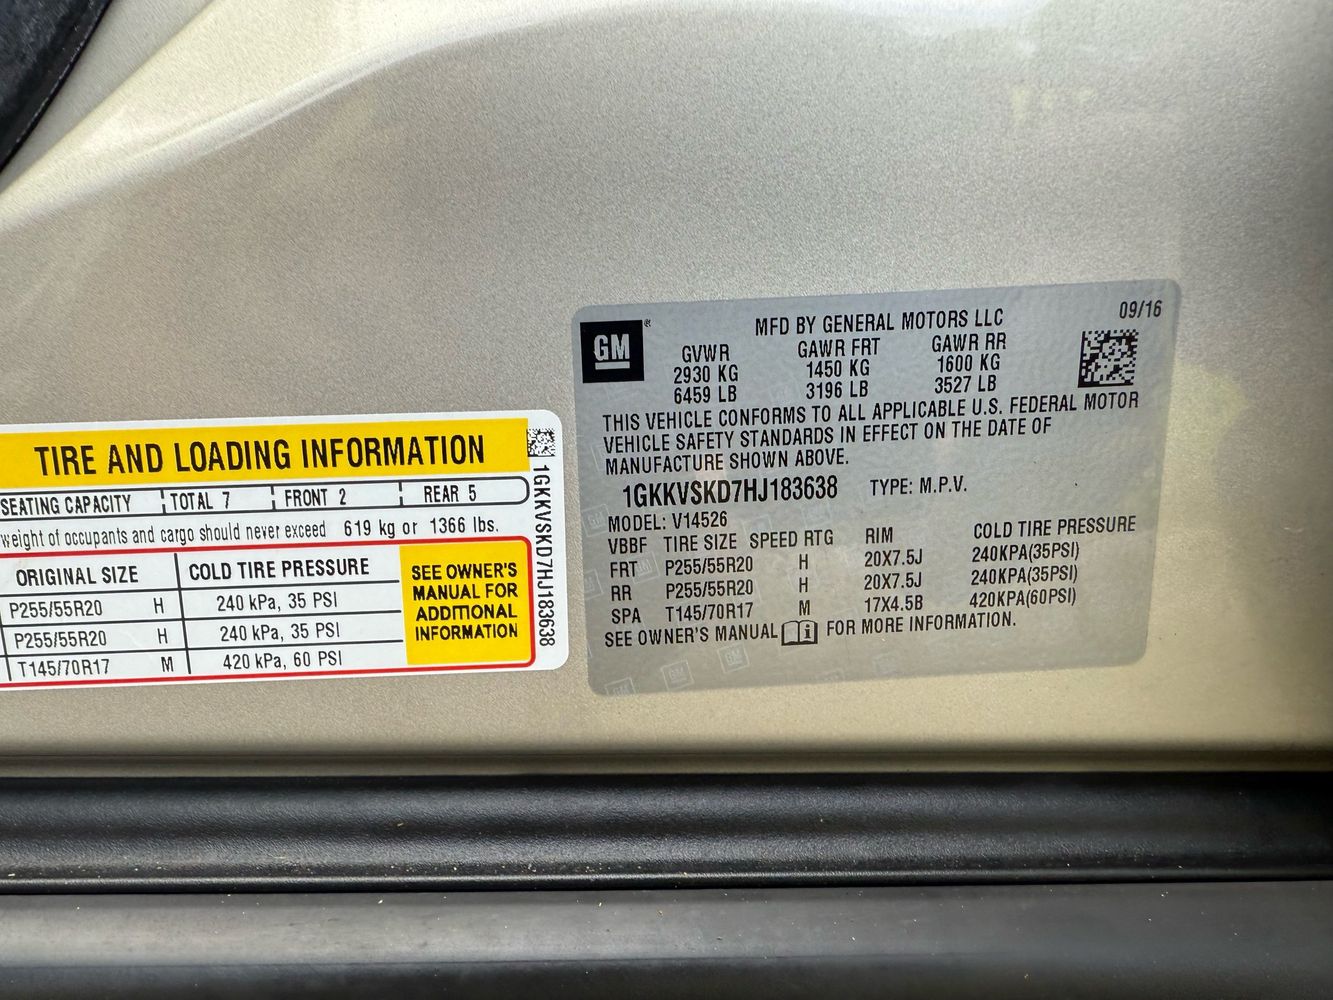 TIRE AND LOADING INFORMATION
SEATING CAPACITY TOTAL 7 FRONT 2 REAR 5
weight of occupants and cargo should never exceed 619 kg or 1366 lbs.
ORIGINAL SIZE COLD TIRE PRESSURE
P255/55R20 H 240 kPa, 35 PSI
P255/55R20 H 240 kPa, 35 PSI
T145/70R17 M 420 kPa, 60 PSI
SEE OWNER'S
MANUAL FOR
ADDITIONAL
INFORMATION
1GKKVSKD7HJ183638
GM®
MFD BY GENERAL MOTORS LLC 09/16
GVWR GAWR FRT GAWR RR
2930 KG 1450 KG 1600 KG
6459 LB 3196 LB 3527 LB
THIS VEHICLE CONFORMS TO ALL APPLICABLE U.S. FEDERAL MOTOR
VEHICLE SAFETY STANDARDS IN EFFECT ON THE DATE OF
MANUFACTURE SHOWN ABOVE.
1GKKVSKD7HJ183638 TYPE: M.P.V.
MODEL: V14526
VBBF TIRE SIZE SPEED RTG RIM COLD TIRE PRESSURE
FRT P255/55R20 H 20X7.5J 240KPA(35PSI)
RR P255/55R20 H 20X7.5J 240KPA(35PSI)
SPA T145/70R17 M 17X4.5B 420KPA(60PSI)
SEE OWNER'S MANUAL FOR MORE INFORMATION.